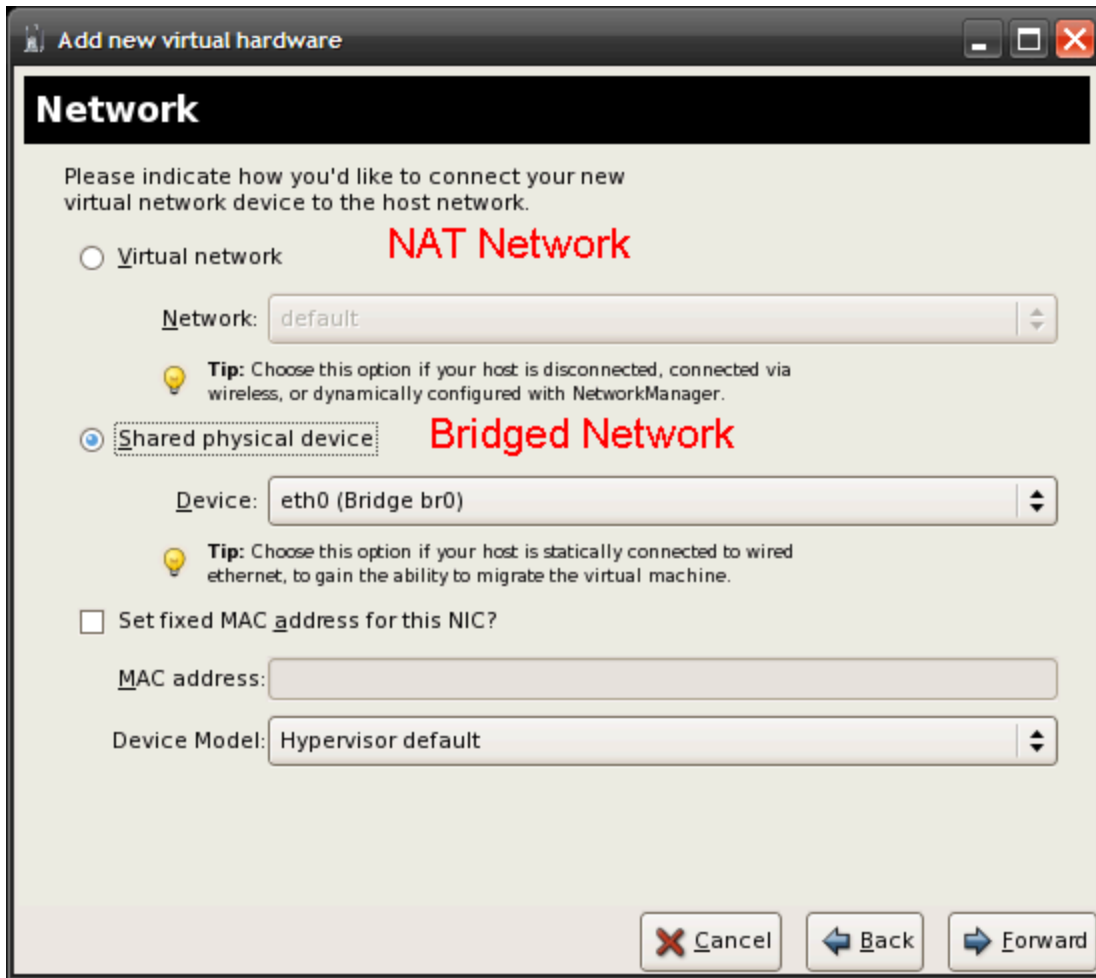 Add new virtual hardware
Network
Please indicate how you'd like to connect your new
virtual network device to the host network.
Virtual network NAT Network
Network: default
Tip: Choose this option if your host is disconnected, connected via
wireless, or dynamically configured with NetworkManager.
Shared physical device Bridged Network
Device: eth0 (Bridge br0)
Tip: Choose this option if your host is statically connected to wired
ethernet, to gain the ability to migrate the virtual machine.
Set fixed MAC address for this NIC?
MAC address:
Device Model: Hypervisor default
Cancel Back Forward